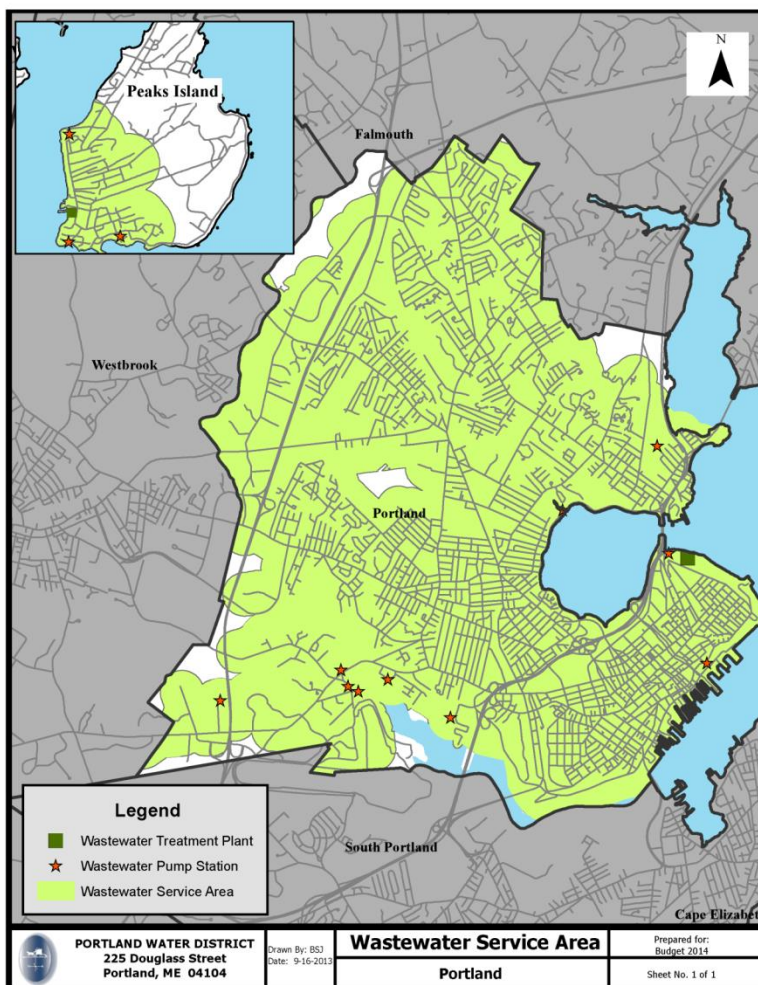 Peaks Island
N
Falmouth
Westbrook
Portland
South Portland
Cape Elizabet
Legend
Wastewater Treatment Plant
Wastewater Pump Station
Wastewater Service Area
PORTLAND WATER DISTRICT
225 Douglass Street
Portland, ME 04104
Drawn By: BSJ
Date: 9-16-2013
Wastewater Service Area
Portland
Prepared for:
Budget 2014
Sheet No. 1 of 1